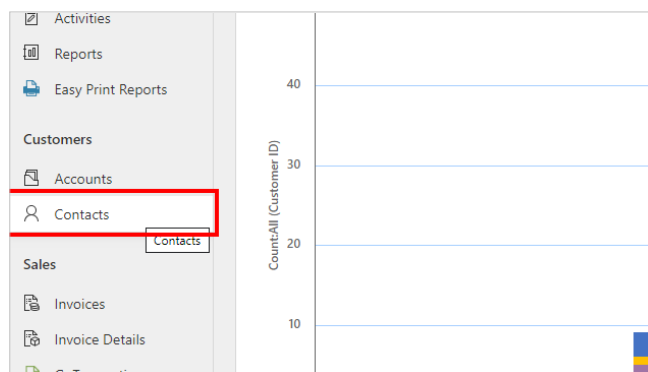 Activities
Reports
Easy Print Reports
Customers
Accounts
Contacts
Contacts
Sales
Invoices
Invoice Details
40
30
20
10
Count:All (Customer ID)